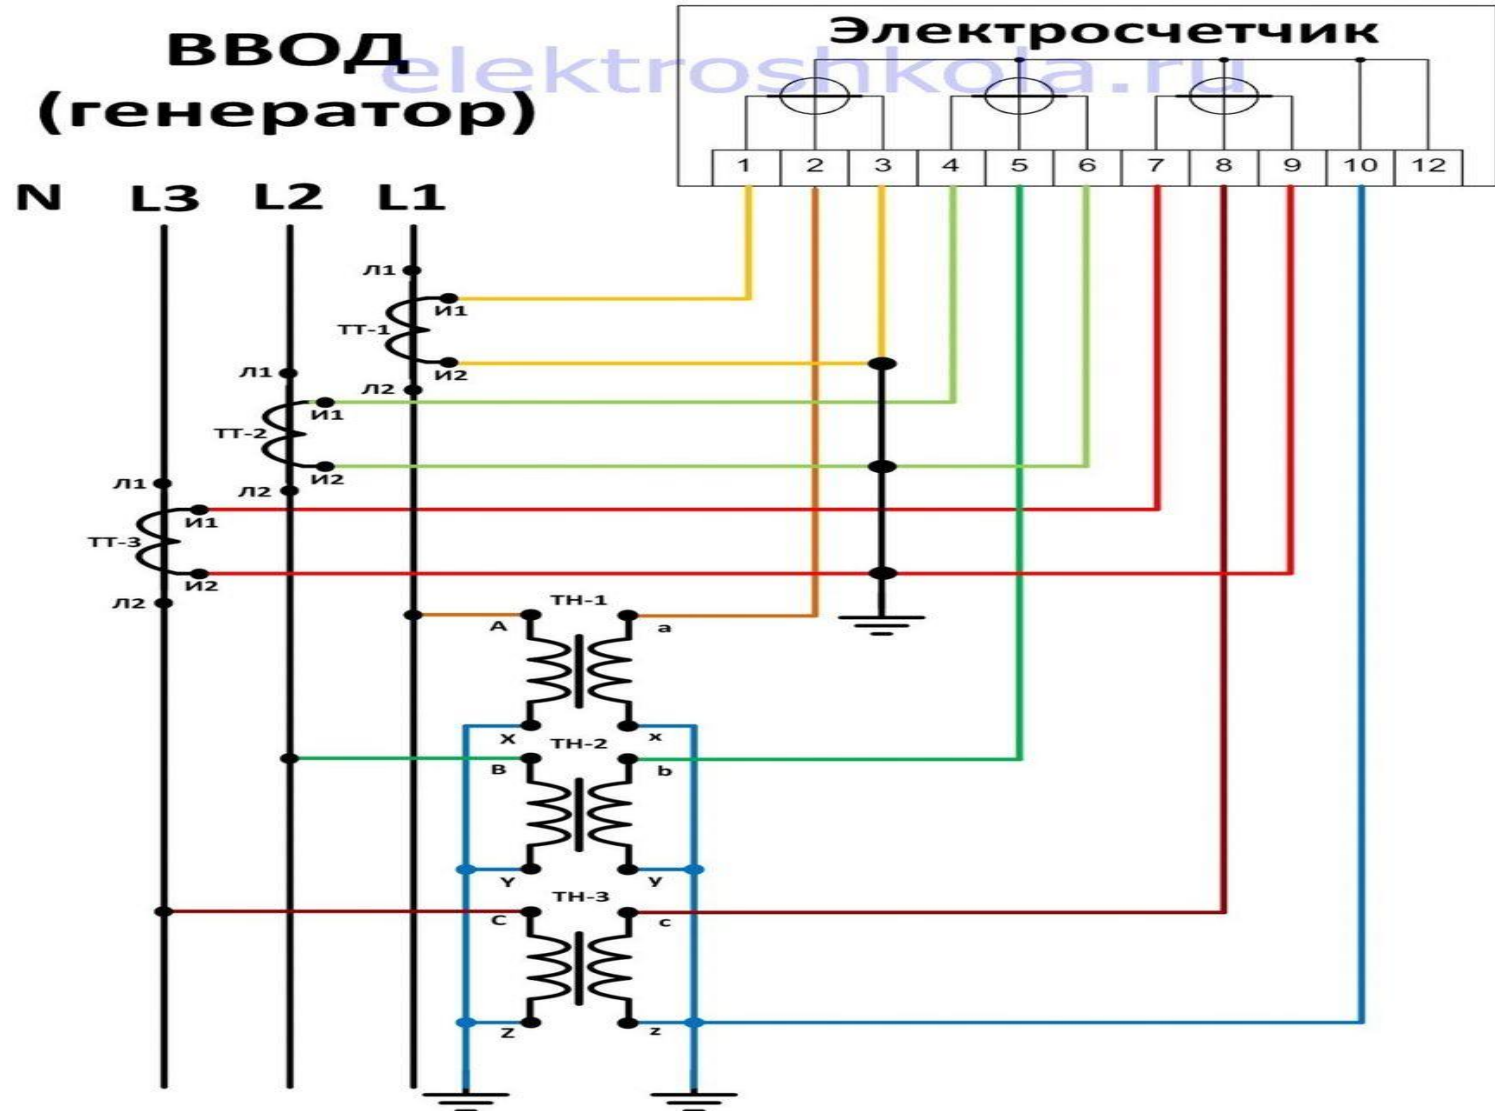 ВВОД
(генератор)
Электросчетчик
elektroshkola.ru
1 2 3 4 5 6 7 8 9 10 12
N L3 L2 L1
Л1
И1
ТТ-1
И2
Л2
Л1
И1
ТТ-2
И2
Л2
Л1
И1
ТТ-3
И2
Л2
ТН-1
A a
X x
ТН-2
B b
Y y
ТН-3
C c
Z z